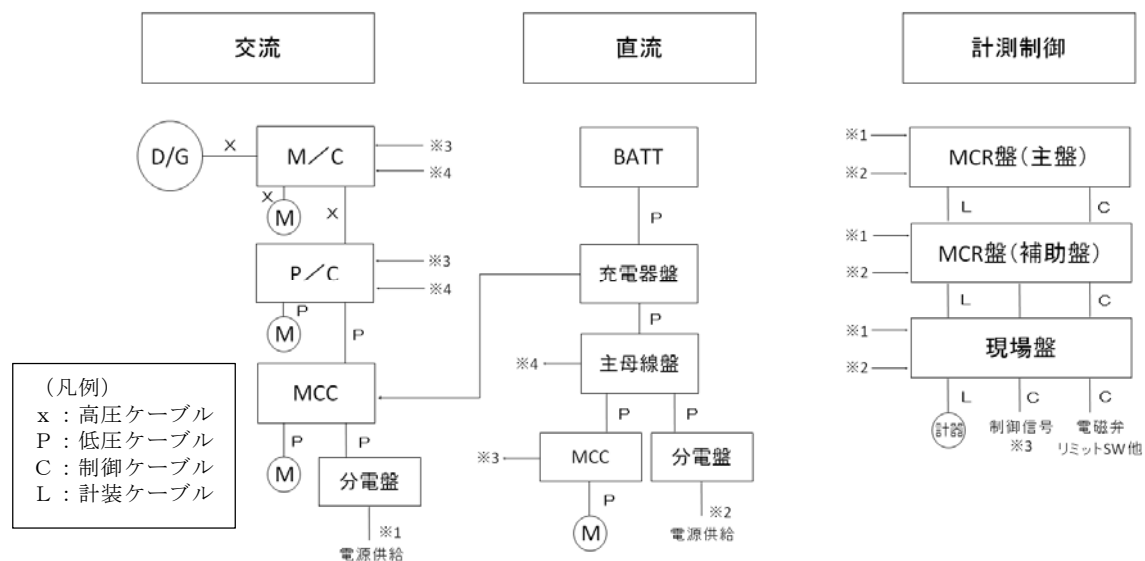 交流
直流
計測制御
D/G
x
M/C
※3
※4
x
M
x
P/C
※3
※4
P
M
P
MCC
P
P
M
分電盤
※1
電源供給
BATT
P
充電器盤
P
※4
主母線盤
P
P
※3
MCC
分電盤
P
M
※2
電源供給
※1
※2
MCR盤(主盤)
L
C
※1
※2
MCR盤(補助盤)
L
C
※1
※2
現場盤
L
C
C
計器
制御信号
※3
電磁弁
リミットSW他
(凡例)
x:高圧ケーブル
P:低圧ケーブル
C:制御ケーブル
L:計装ケーブル